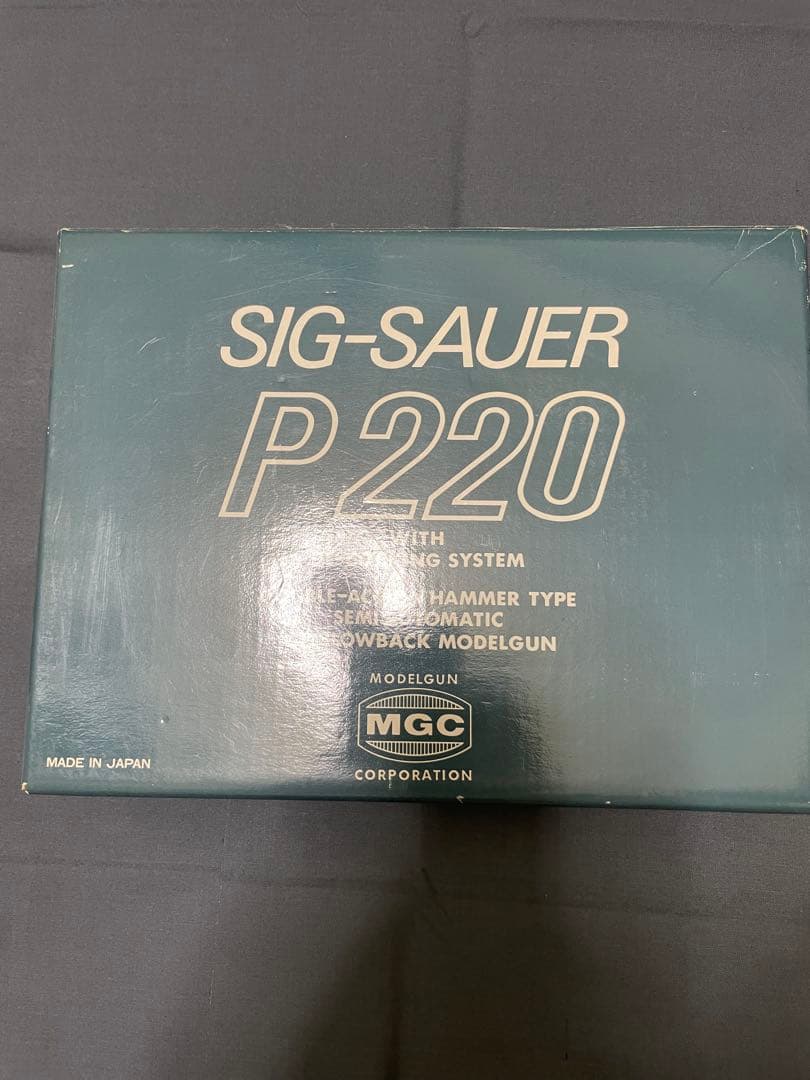 SIG-SAUER
P220
WITH
SYSTEM
HAMMER TYPE
MODELGUN
MODELGUN
MGC
CORPORATION
MADE IN JAPAN